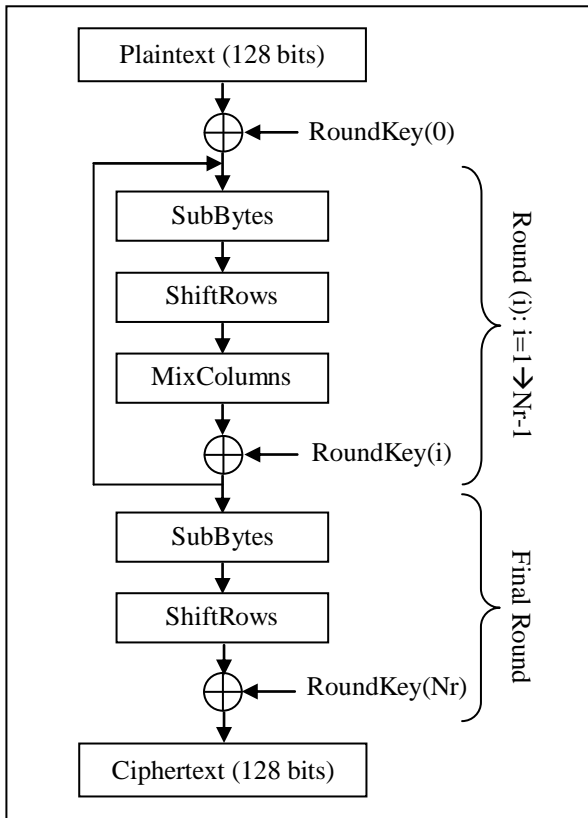 Plaintext (128 bits)
RoundKey(0)
SubBytes
ShiftRows
MixColumns
RoundKey(i)
Round (i): i=1→Nr-1
SubBytes
ShiftRows
RoundKey(Nr)
Final Round
Ciphertext (128 bits)